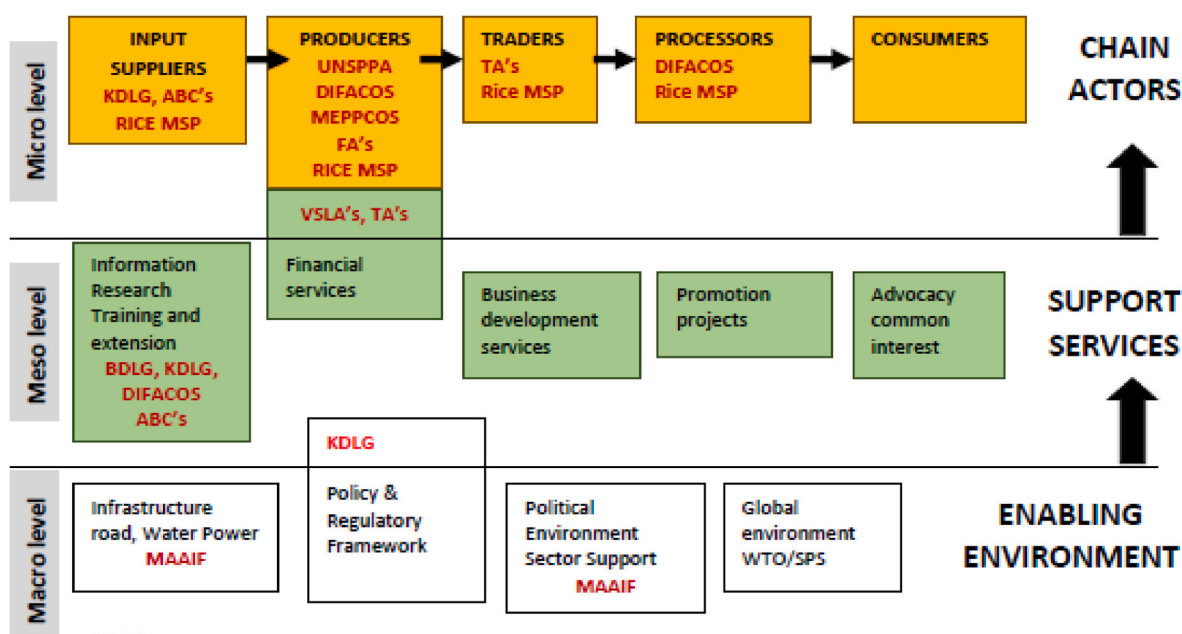 Micro level
INPUT
SUPPLIERS
KDLG, ABC's
RICE MSP
PRODUCERS
UNSPPA
DIFACOS
MEPPCOS
FA's
RICE MSP
TRADERS
TA's
Rice MSP
PROCESSORS
DIFACOS
Rice MSP
CONSUMERS
CHAIN
ACTORS
VSLA's, TA's
Meso level
Information
Research
Training and
extension
BDLG, KDLG,
DIFACOS
ABC's
Financial
services
Business
development
services
Promotion
projects
Advocacy
common
interest
SUPPORT
SERVICES
KDLG
Macro level
Infrastructure
road, Water Power
MAAIF
Policy &
Regulatory
Framework
Political
Environment
Sector Support
MAAIF
Global
environment
WTO/SPS
ENABLING
ENVIRONMENT